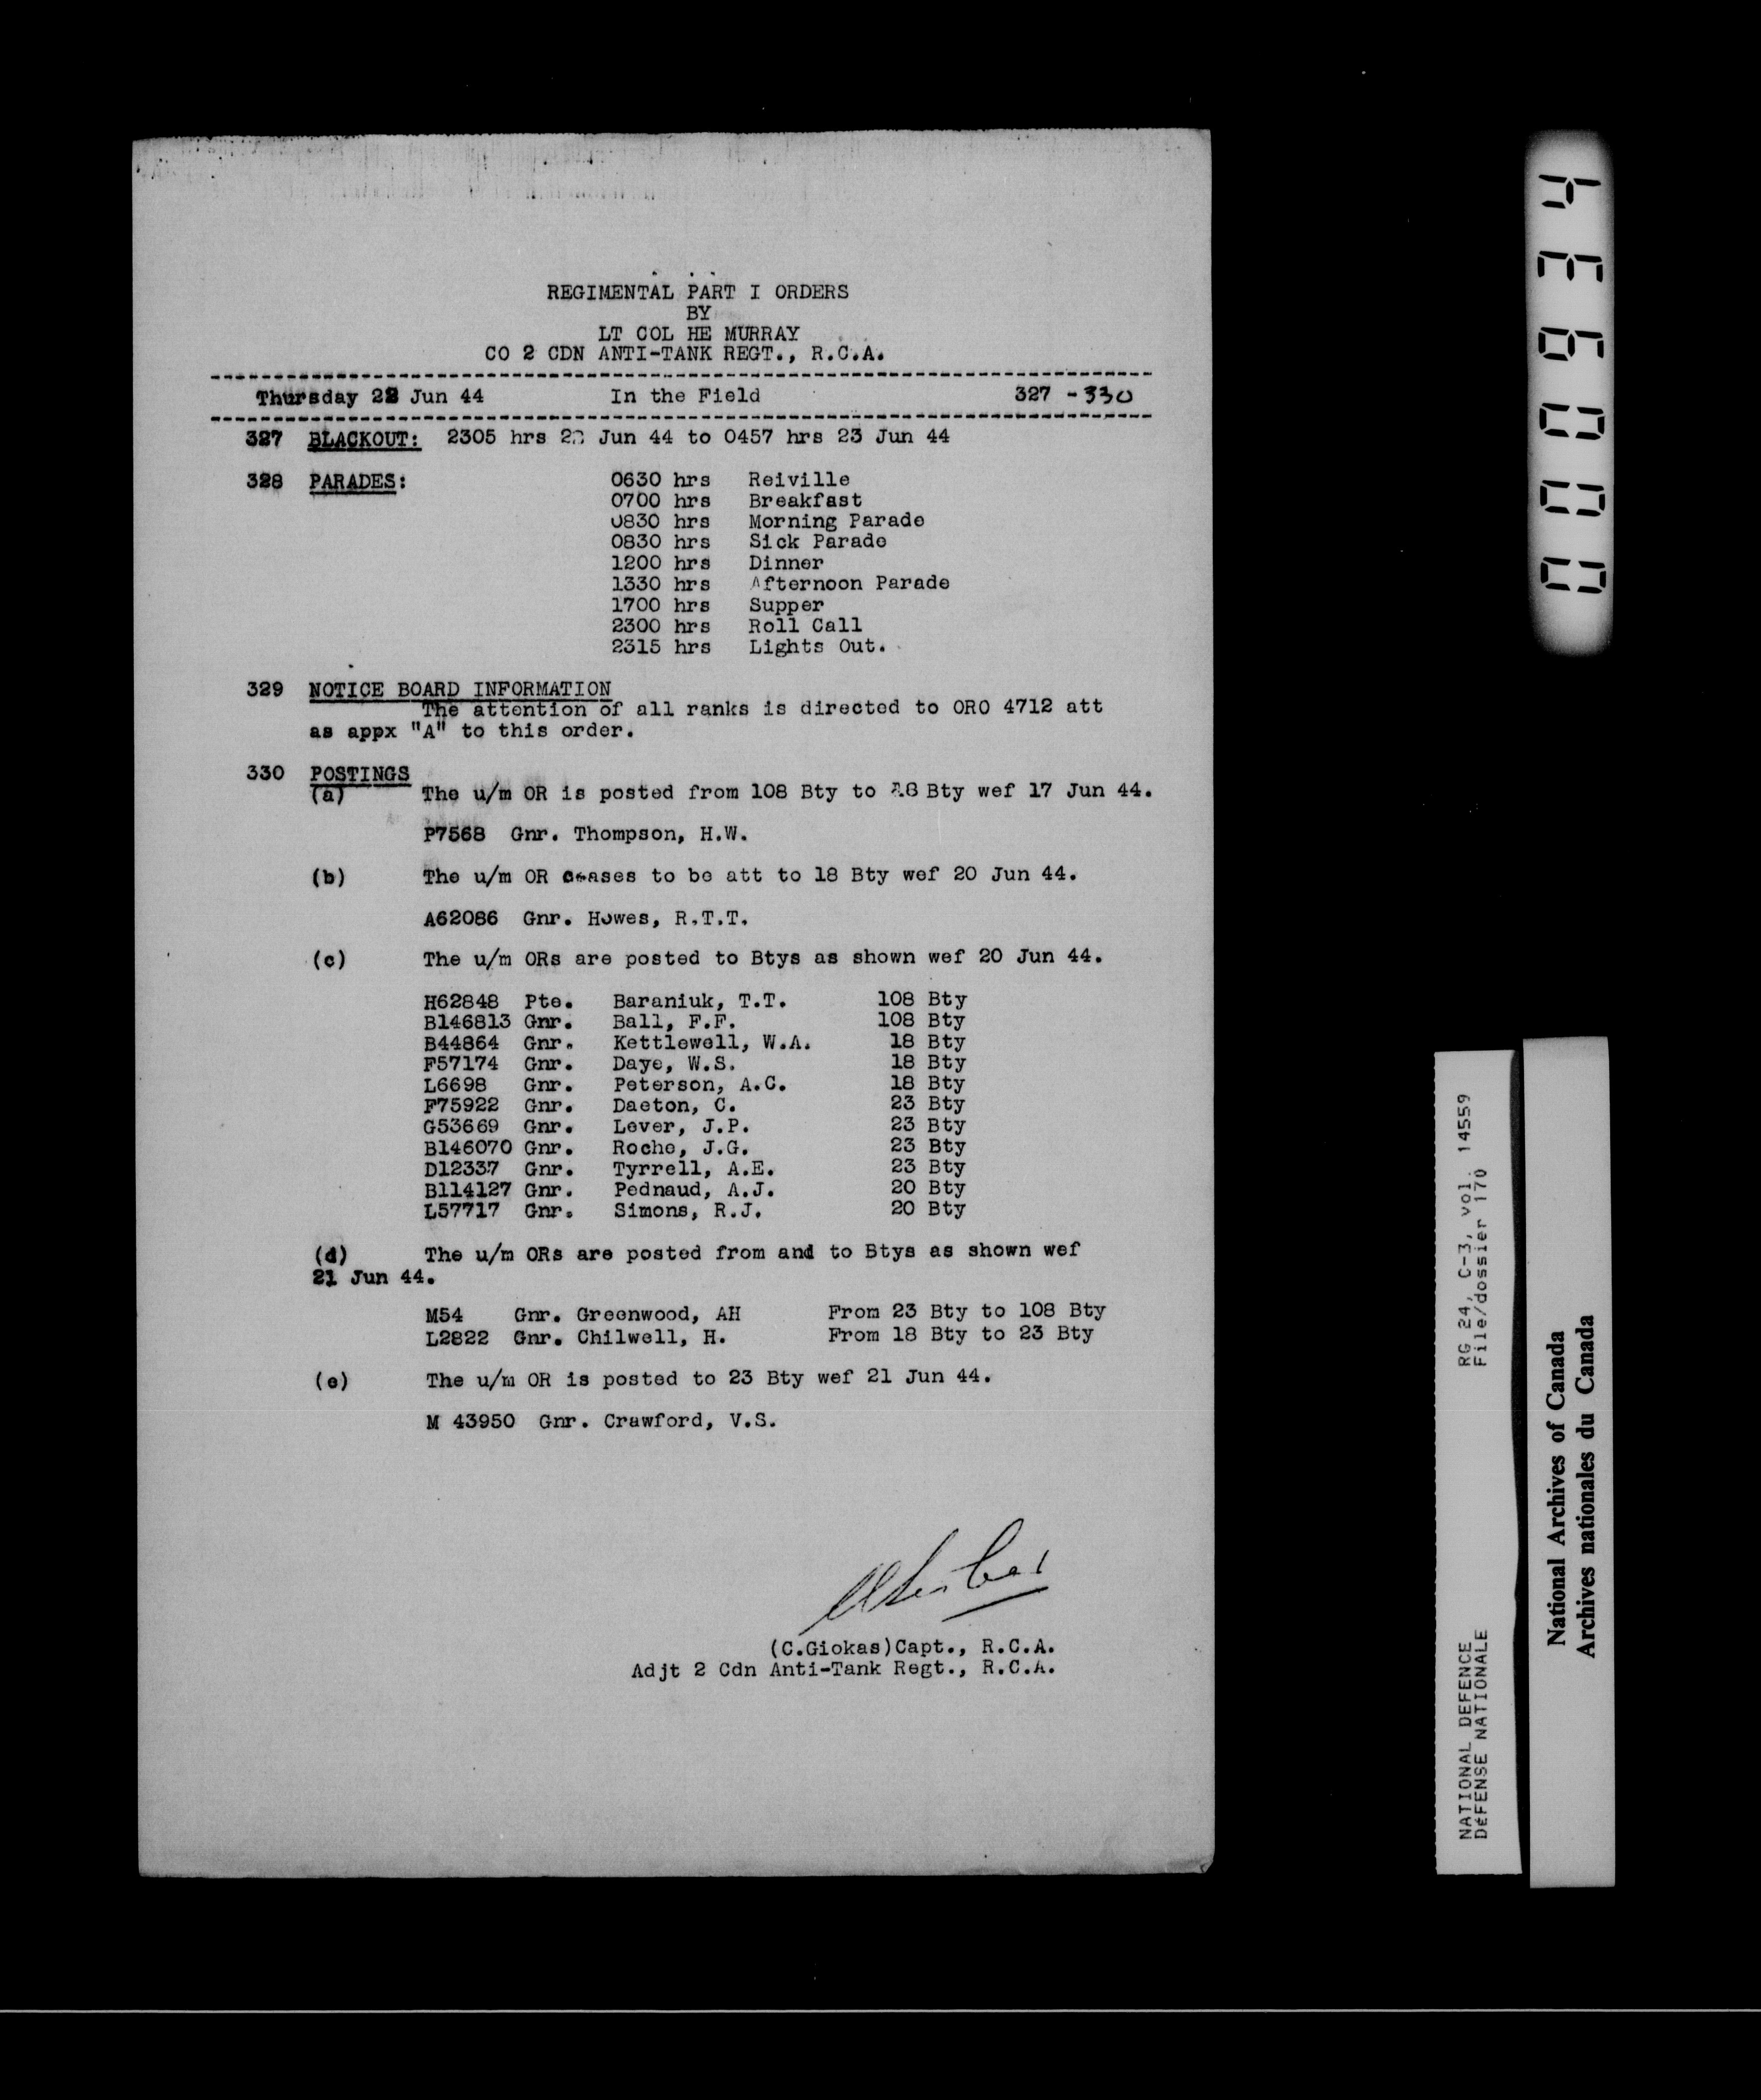 REGIMENTAL PART I ORDERS
BY
LT COL HE MURRAY
CO 2 CDN ANTI-TANK REGT., R.C.A.
Thursday 22 Jun 44 In the Field 327 - 330
327 BLACKOUT: 2305 hrs 22 Jun 44 to 0457 hrs 23 Jun 44
328 PARADES: 0630 hrs Reiville
0700 hrs Breakfast
0830 hrs Morning Parade
0830 hrs Sick Parade
1200 hrs Dinner
1330 hrs Afternoon Parade
1700 hrs Supper
2300 hrs Roll Call
2315 hrs Lights Out.
329 NOTICE BOARD INFORMATION
The attention of all ranks is directed to ORO 4712 att
as appx "A" to this order.
330 POSTINGS
(a) The u/m OR is posted from 108 Bty to Bty wef 17 Jun 44.
P7568 Gnr. Thompson, H.W.
(b) The u/m OR ceases to be att to 18 Bty wef 20 Jun 44.
A62086 Gnr. Howes, R.T.T.
(c) The u/m ORs are posted to Btys as shown wef 20 Jun 44.
H62848 Pte. Baraniuk, T.T. 108 Bty
B146813 Gnr. Ball, F.F. 108 Bty
B44864 Gnr. Kettlewell, W.A. 18 Bty
F57174 Gnr. Daye, W.S. 18 Bty
L6698 Gnr. Peterson, A.C. 18 Bty
F75922 Gnr. Daeton, C. 23 Bty
G53669 Gnr. Lever, J.P. 23 Bty
B146070 Gnr. Roche, J.G. 23 Bty
D12337 Gnr. Tyrrell, A.E. 23 Bty
B114127 Gnr. Pednaud, A.J. 20 Bty
L57717 Gnr. Simons, R.J. 20 Bty
(d) The u/m ORs are posted from and to Btys as shown wef
21 Jun 44.
M54 Gnr. Greenwood, AH From 23 Bty to 108 Bty
L2822 Gnr. Chilwell, H. From 18 Bty to 23 Bty
(e) The u/m OR is posted to 23 Bty wef 21 Jun 44.
M 43950 Gnr. Crawford, V.S.
(C.Giokas)Capt., R.C.A.
Adjt 2 Cdn Anti-Tank Regt., R.C.A.
NATIONAL DEFENCE RG 24, C-3, vol. 14559
DéFENSE NATIONALE File/dossier 170
National Archives of Canada
Archives nationales du Canada